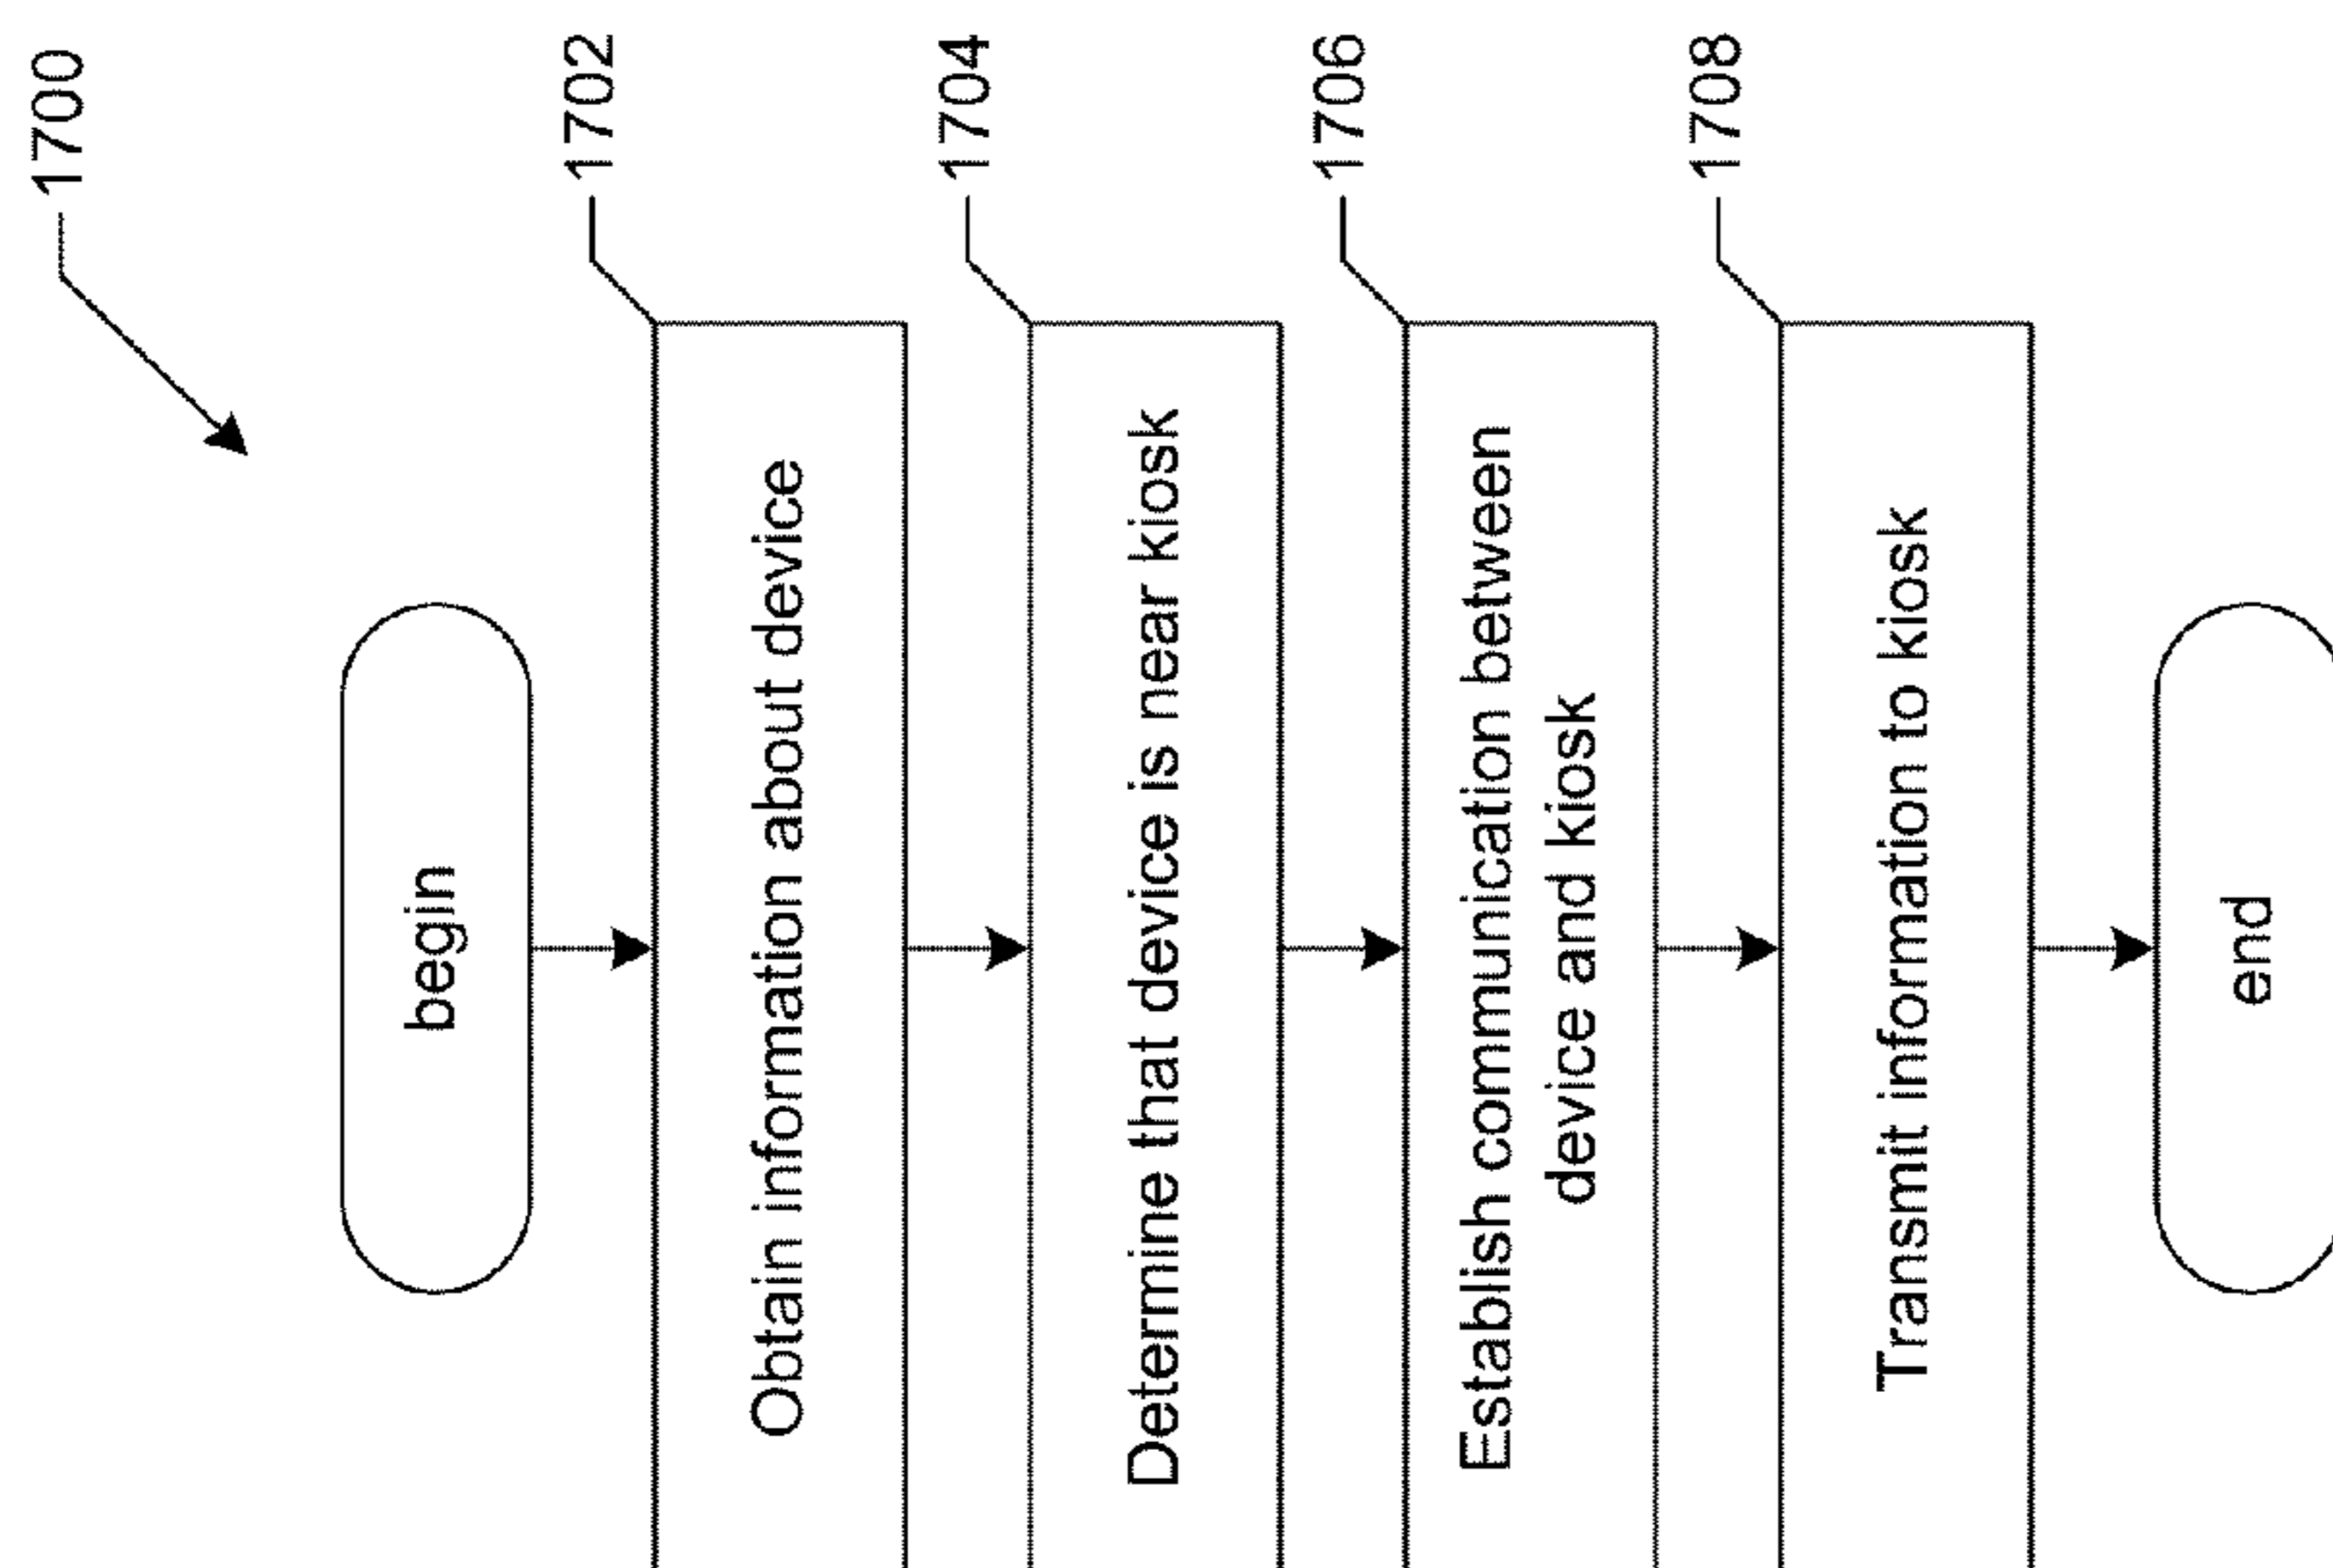 1700
begin
1702
Obtain information about device
1704
Determine that device is near kiosk
1706
Establish communication between
device and kiosk
1708
Transmit information to kiosk
end